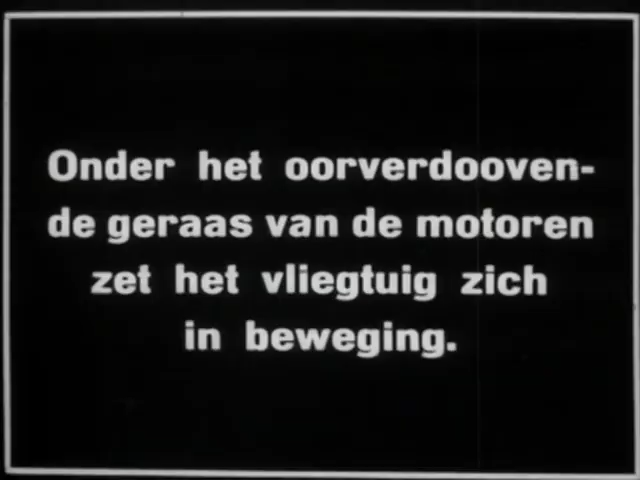 Onder het oorverdooven-
de geraas van de motoren
zet het vliegtuig zich
in beweging.